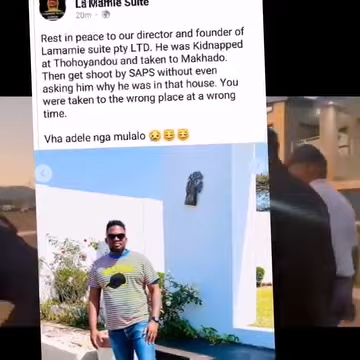 La Mamie Suite
20m
Rest in peace to our director and founder of
Lamarnie suite pty LTD. He was Kidnapped
at Thohoyandou and taken to Makhado.
Then get shoot by SAPS without even
asking him why he was in that house. You
were taken to the wrong place at a wrong
time.
Vha adele nga mulalo 😥😔😔